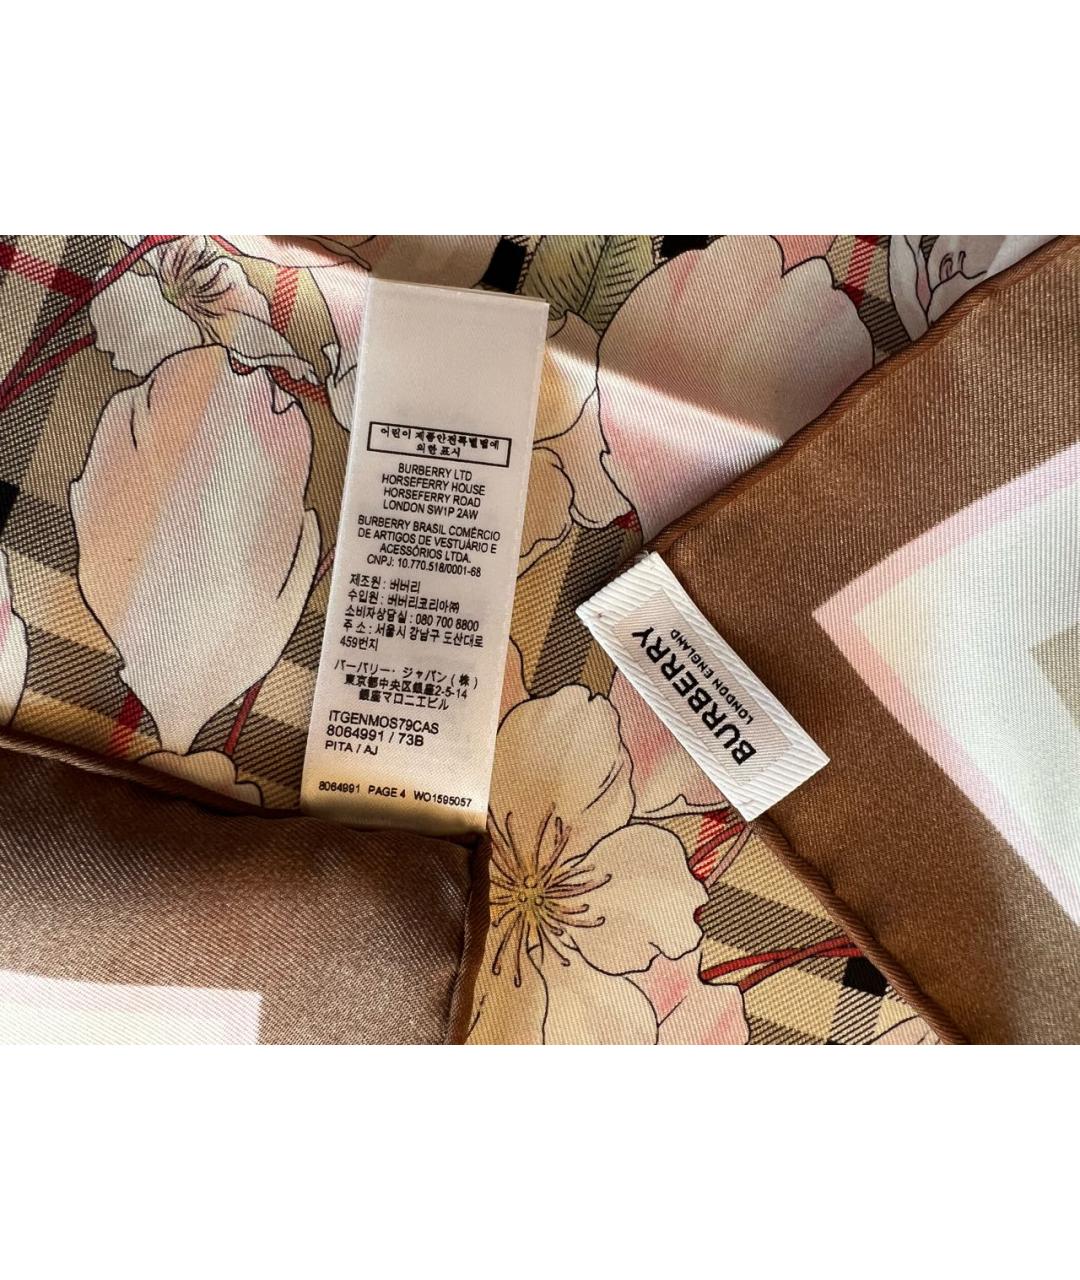 어린이 제품안전특별법에
의한 표시
BURBERRY LTD
HORSEFERRY HOUSE
HORSEFERRY ROAD
LONDON SW1P 2AW
BURBERRY BRASIL COMÉRCIO
DE ARTIGOS DE VESTUÁRIO E
ACESSÓRIOS LTDA.
CNPJ: 10.770.518/0001-68
제조원 : 버버리
수입원 : 버버리코리아㈜
소비자상담실 : 080 700 8800
주 소 : 서울시 강남구 도산대로
459번지
バーバリー・ジャパン(株)
東京都中央区銀座2-5-14
銀座マロニエビル
ITGENMOS79CAS
8064991 / 73B
PITA / AJ
8064991 PAGE 4 WO1595057
BURBERRY
LONDON ENGLAND